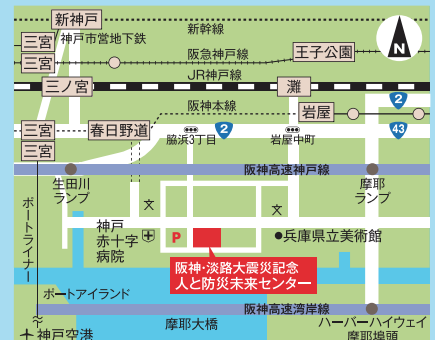 新神戸
新幹線
三宮
神戸市営地下鉄
三宮
阪急神戸線
王子公園
N
JR神戸線
三ノ宮
灘
阪神本線
2
岩屋
三宮
春日野道
脇浜3丁目
2
岩屋中町
43
三宮
阪神高速神戸線
生田川
ランプ
摩耶
ランプ
ポートライナー
文
文
神戸
赤十字
病院
P
兵庫県立美術館
阪神・淡路大震災記念
人と防災未来センター
ポートアイランド
阪神高速湾岸線
神戸空港
摩耶大橋
ハーバーハイウェイ
摩耶埠頭